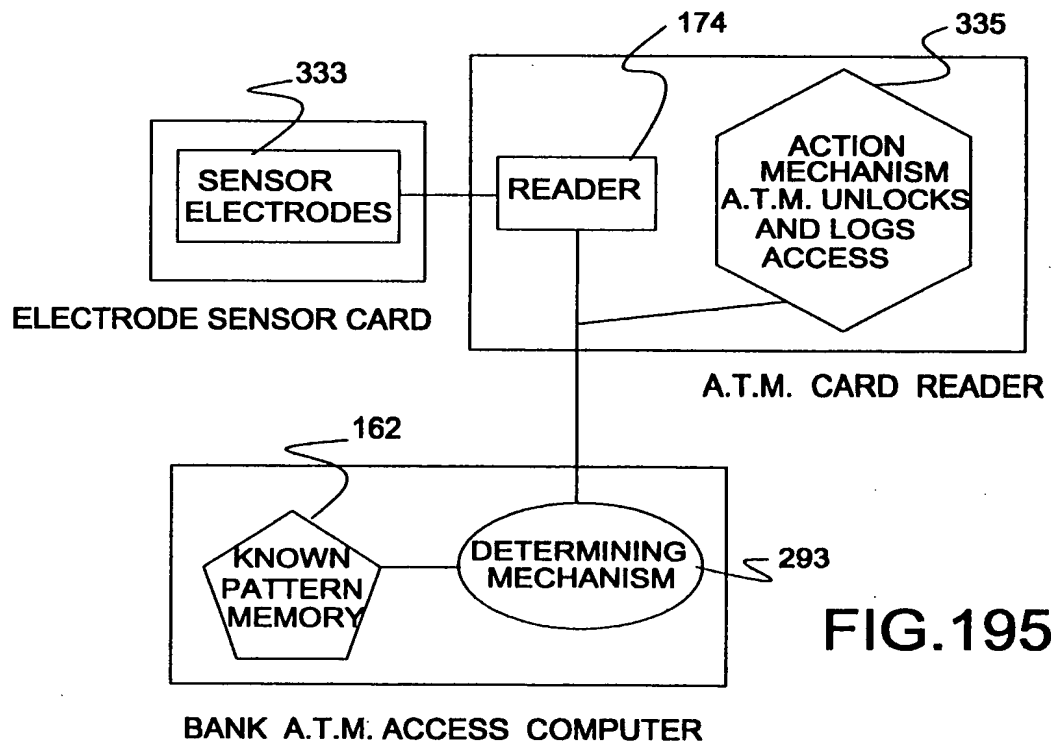 174
335
333
SENSOR
ELECTRODES
READER
ACTION
MECHANISM
A.T.M. UNLOCKS
AND LOGS
ACCESS
ELECTRODE SENSOR CARD
A.T.M. CARD READER
162
KNOWN
PATTERN
MEMORY
DETERMINING
MECHANISM
293
FIG.195
BANK A.T.M. ACCESS COMPUTER